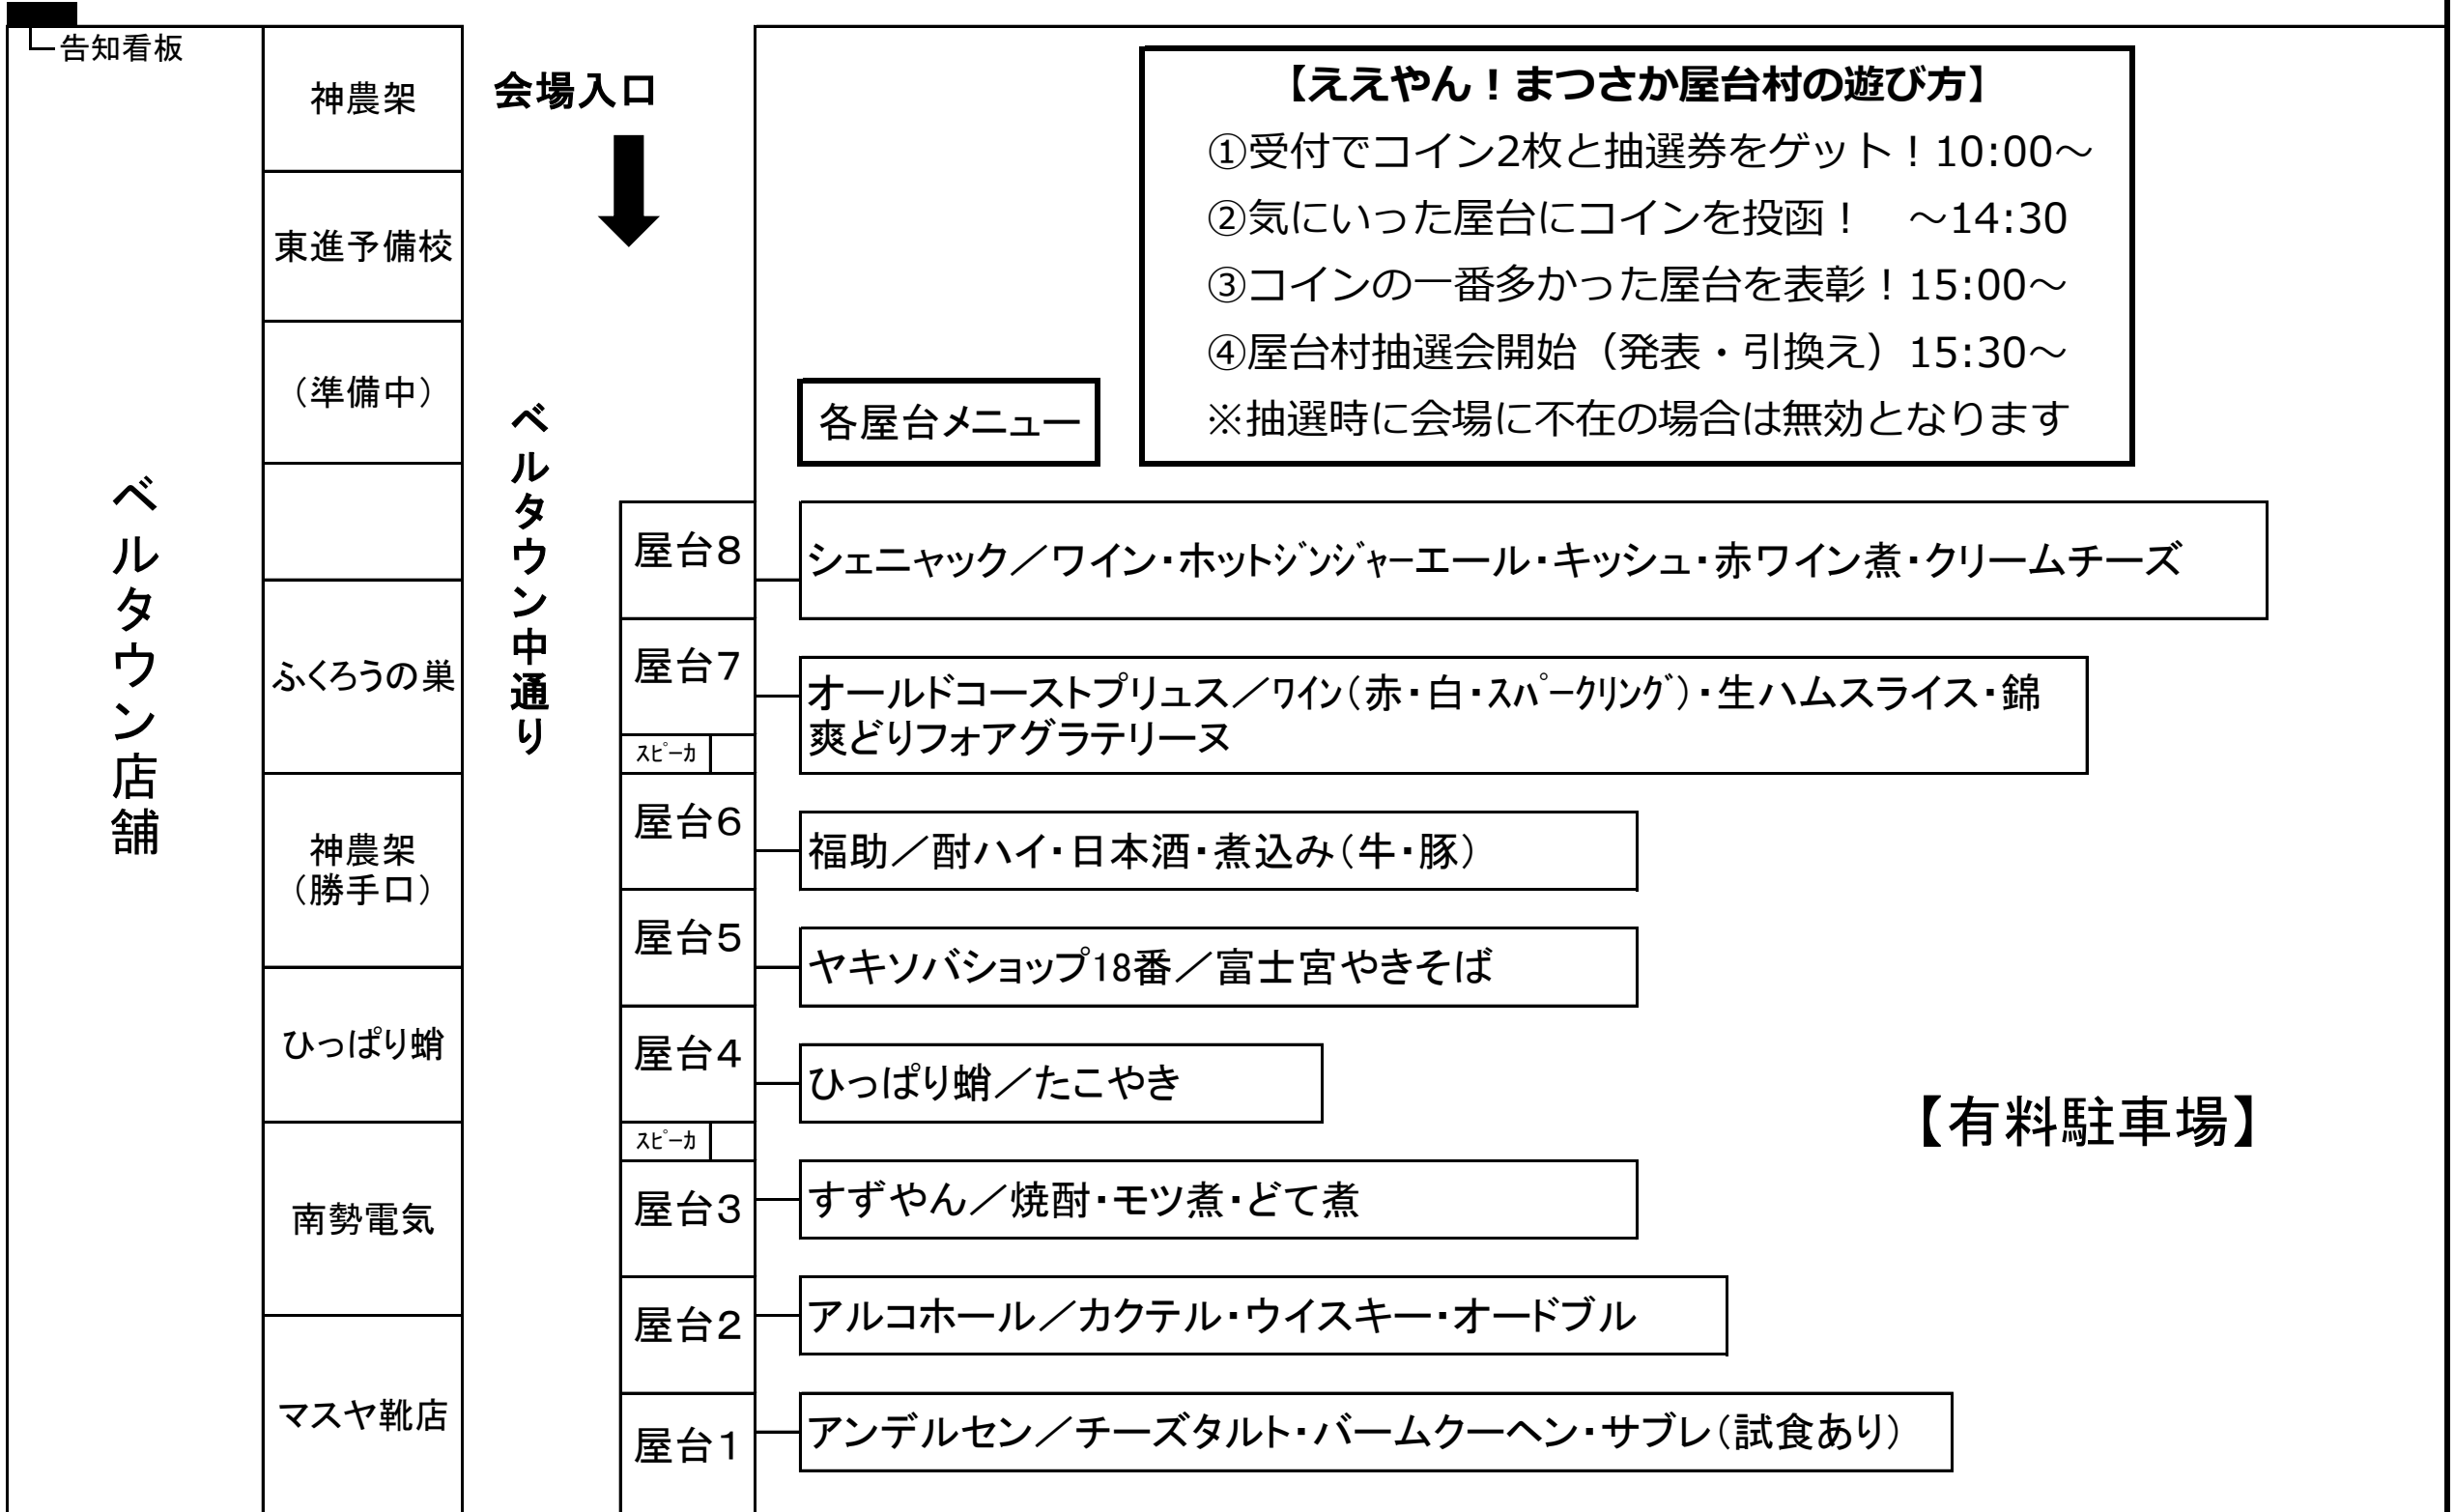 告知看板
神農架
東進予備校
（準備中）
ふくろうの巣
神農架
（勝手口）
ひっぱり蛸
南勢電気
マスヤ靴店
ベルタウン店舗
会場入口
ベルタウン中通り
【ええやん！まつさか屋台村の遊び方】
①受付でコイン2枚と抽選券をゲット！10:00～
②気にいった屋台にコインを投函！　～14:30
③コインの一番多かった屋台を表彰！15:00～
④屋台村抽選会開始（発表・引換え）15:30～
※抽選時に会場に不在の場合は無効となります
各屋台メニュー
屋台８
シェニャック／ワイン・ホットｼﾞﾝｼﾞｬｰエール・キッシュ・赤ワイン煮・クリームチーズ
屋台７
オールドコーストプリュス／ﾜｲﾝ（赤・白・ｽﾊﾟｰｸﾘﾝｸﾞ）・生ハムスライス・錦
爽どりフォアグラテリーヌ
ｽﾋﾟｰｶ
屋台６
福助／酎ハイ・日本酒・煮込み（牛・豚）
屋台５
ヤキソバショップ18番／富士宮やきそば
屋台４
ひっぱり蛸／たこやき
ｽﾋﾟｰｶ
屋台３
すずやん／焼酎・モツ煮・どて煮
屋台２
アルコホール／カクテル・ウイスキー・オードブル
屋台１
アンデルセン／チーズタルト・バームクーヘン・サブレ（試食あり）
【有料駐車場】